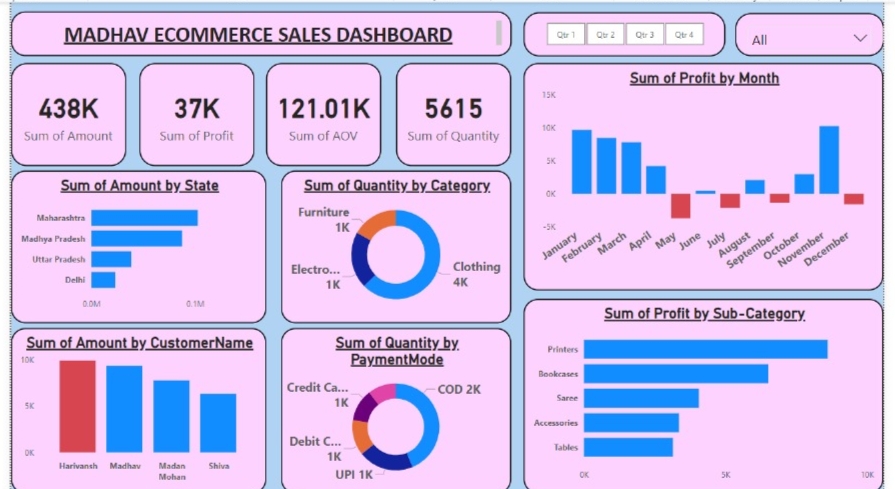 MADHAV ECOMMERCE SALES DASHBOARD
Qtr 1 Qtr 2 Qtr 3 Qtr 4
All
438K
Sum of Amount
37K
Sum of Profit
121.01K
Sum of AOV
5615
Sum of Quantity
Sum of Profit by Month
15K
10K
5K
0K
-5K
January
February
March
April
May
June
July
August
September
October
November
December
Sum of Amount by State
Maharashtra
Madhya Pradesh
Uttar Pradesh
Delhi
0.0M 0.1M
Sum of Quantity by Category
Furniture
1K
Electro...
1K
Clothing
4K
Sum of Amount by CustomerName
10K
5K
0K
Harivansh
Madhav
Madan
Mohan
Shiva
Sum of Quantity by
PaymentMode
Credit Ca...
1K
COD 2K
Debit C...
1K
UPI 1K
Sum of Profit by Sub-Category
Printers
Bookcases
Saree
Accessories
Tables
0K 5K 10K